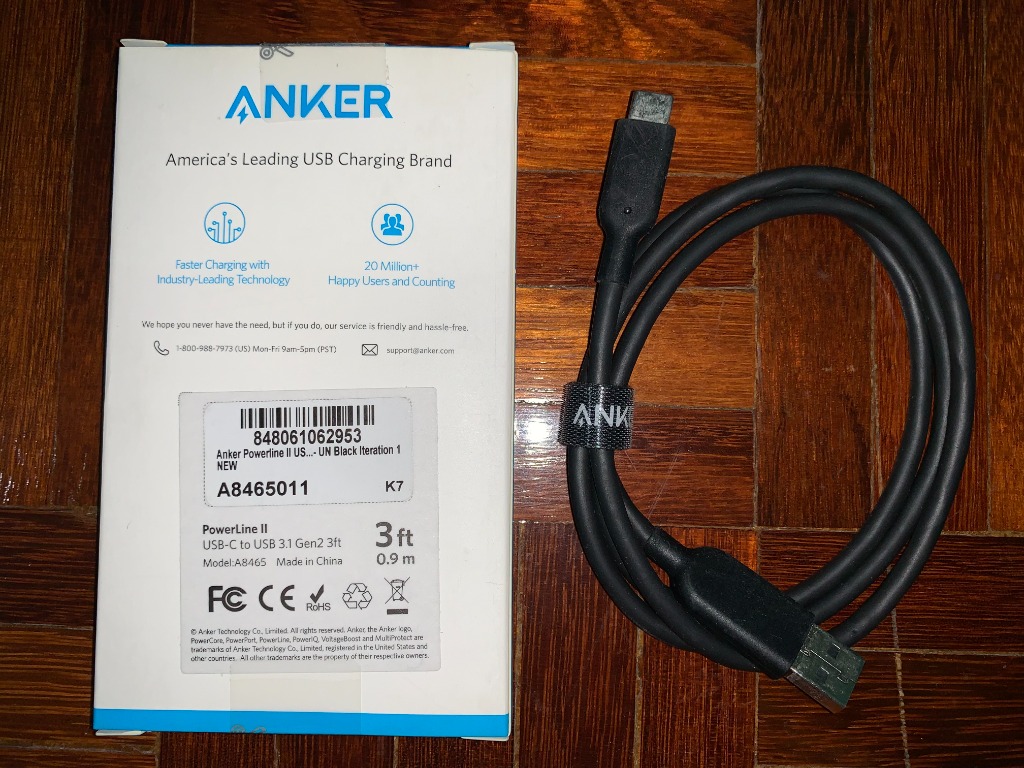 ANKER
America's Leading USB Charging Brand
Faster Charging with
Industry-Leading Technology
20 Million+
Happy Users and Counting
We hope you never have the need, but if you do, our service is friendly and hassle-free.
1-800-988-7973 (US) Mon-Fri 9am-5pm (PST)
support@anker.com
848061062953
Anker Powerline II US...- UN Black Iteration 1
NEW
A8465011 K7
PowerLine II
USB-C to USB 3.1 Gen2 3ft
Model:A8465 Made in China
3 ft
0.9 m
FC CE RoHS
© Anker Technology Co., Limited. All rights reserved. Anker, the Anker logo,
PowerCore, PowerPort, PowerLine, PowerIQ, VoltageBoost and MultiProtect are
trademarks of Anker Technology Co., Limited, registered in the United States and
other countries. All other trademarks are the property of their respective owners.
ANK